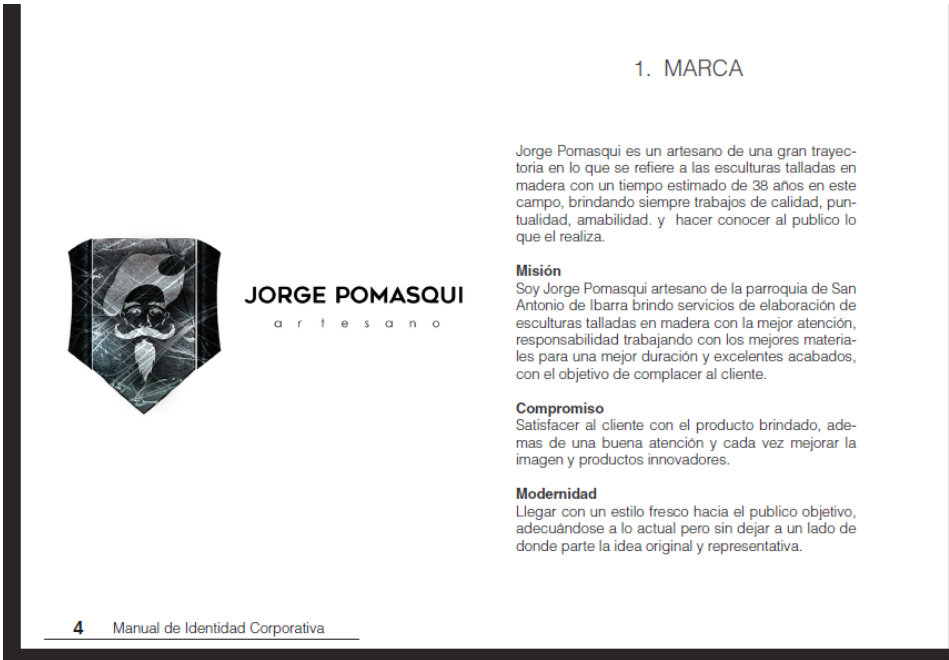 1. MARCA
Jorge Pomasqui es un artesano de una gran trayec-
toria en lo que se refiere a las esculturas talladas en
madera con un tiempo estimado de 38 años en este
campo, brindando siempre trabajos de calidad, pun-
tualidad, amabilidad. y  hacer conocer al publico lo
que el realiza.
Misión
Soy Jorge Pomasqui artesano de la parroquia de San
Antonio de Ibarra brindo servicios de elaboración de
esculturas talladas en madera con la mejor atención,
responsabilidad trabajando con los mejores materia-
les para una mejor duración y excelentes acabados,
con el objetivo de complacer al cliente.
Compromiso
Satisfacer al cliente con el producto brindado, ade-
mas de una buena atención y cada vez mejorar la
imagen y productos innovadores.
Modernidad
Llegar con un estilo fresco hacia el publico objetivo,
adecuándose a lo actual pero sin dejar a un lado de
donde parte la idea original y representativa.
JORGE POMASQUI
artesano
4 Manual de Identidad Corporativa